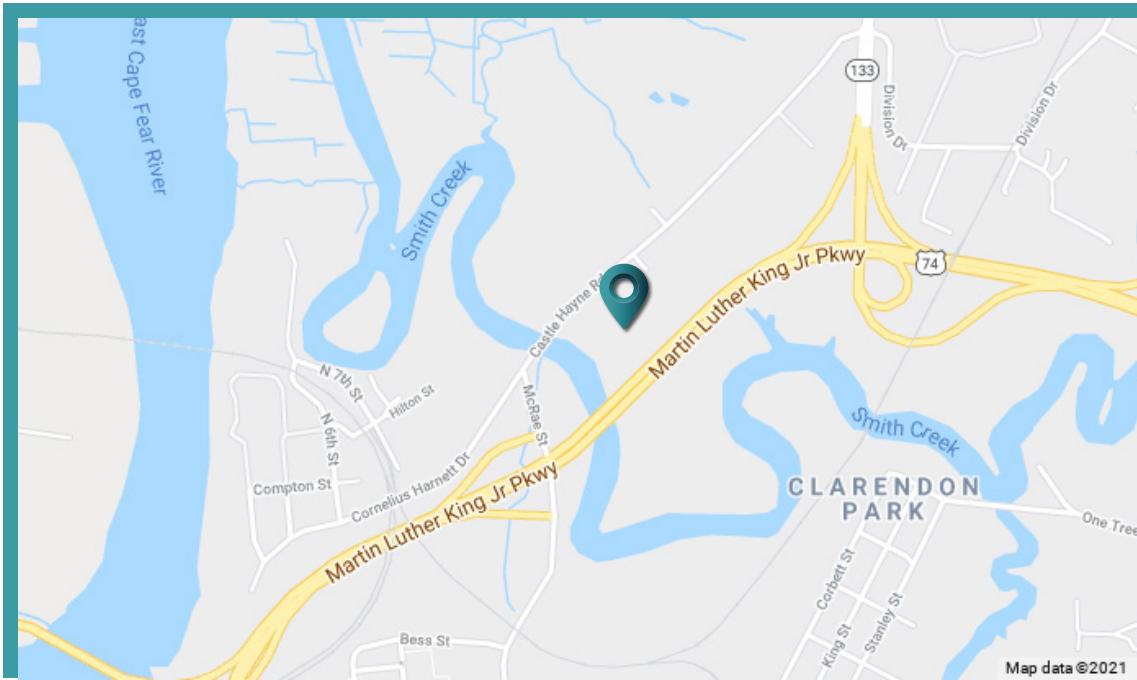 ast Cape Fear River
Smith Creek
133
Division Dr
Division Dr
74
Castle Hayne Rd
Martin Luther King Jr Pkwy
N 7th St
Hilton St
N 6th St
McRae St
Compton St
Cornelius Harnett Dr
Martin Luther King Jr Pkwy
Smith Creek
CLARENDON
PARK
One Tree
Corbett St
King St
Stanley St
Bess St
Map data ©2021